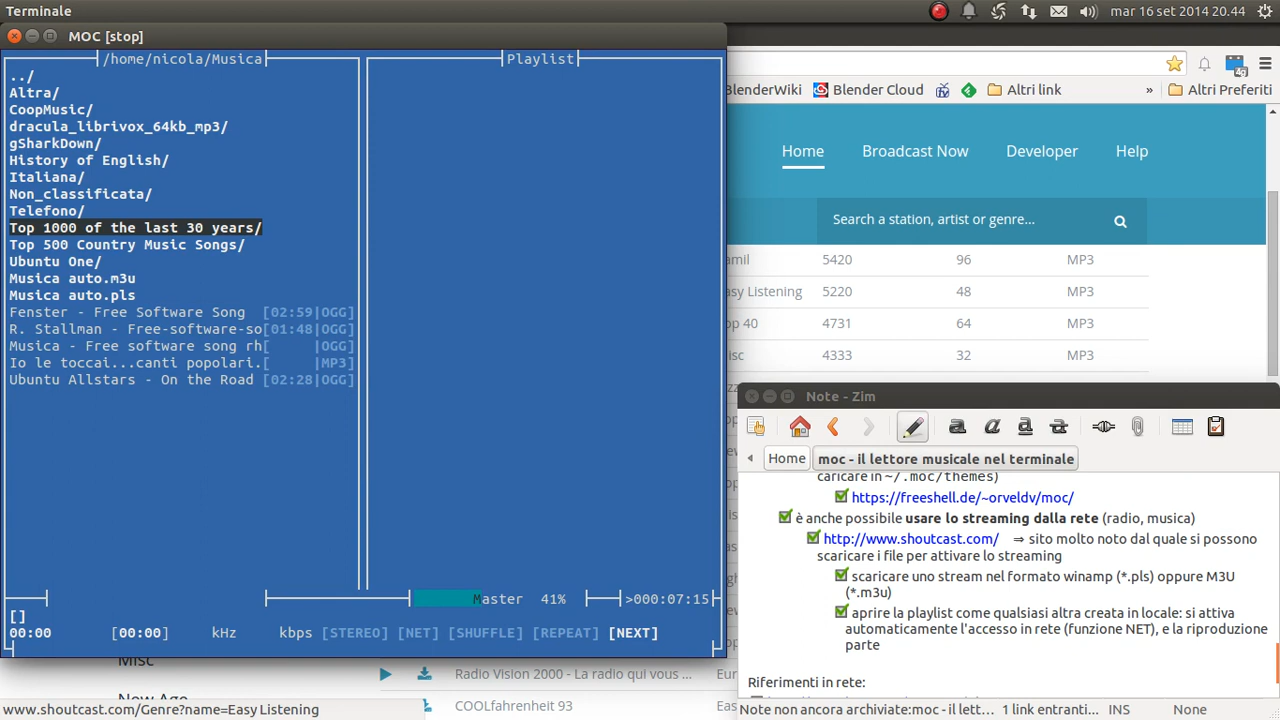 Terminale
mar 16 set 2014 20.44
MOC [stop]
/home/nicola/Musica
Playlist
../
Altra/
CoopMusic/
dracula_librivox_64kb_mp3/
gSharkDown/
History of English/
Italiana/
Non_classificata/
Telefono/
Top 1000 of the last 30 years/
Top 500 Country Music Songs/
Ubuntu One/
Musica auto.m3u
Musica auto.pls
Fenster - Free Software Song [02:59|OGG]
R. Stallman - Free-software-so[01:48|OGG]
Musica - Free software song rh[ |OGG]
Io le toccai...canti popolari.[ |MP3]
Ubuntu Allstars - On the Road [02:28|OGG]
Master 41% >000:07:15
[]
00:00 [00:00] kHz kbps [STEREO] [NET] [SHUFFLE] [REPEAT] [NEXT]
BlenderWiki Blender Cloud Altri link » Altri Preferiti
Home Broadcast Now Developer Help
Search a station, artist or genre...
amil 5420 96 MP3
asy Listening 5220 48 MP3
op 40 4731 64 MP3
isc 4333 32 MP3
Note - Zim
Home moc - il lettore musicale nel terminale
caricare in ~/.moc/themes)
https://freeshell.de/~orveldv/moc/
è anche possibile usare lo streaming dalla rete (radio, musica)
http://www.shoutcast.com/ ⇒ sito molto noto dal quale si possono
scaricare i file per attivare lo streaming
scaricare uno stream nel formato winamp (*.pls) oppure M3U
(*.m3u)
aprire la playlist come qualsiasi altra creata in locale: si attiva
automaticamente l'accesso in rete (funzione NET), e la riproduzione
parte
Riferimenti in rete:
Note non ancora archiviate:moc - il lett... 1 link entranti... INS None
Misc
New Age
Radio Vision 2000 - La radio qui vous ... Eur
COOLfahrenheit 93 Eas
www.shoutcast.com/Genre?name=Easy Listening